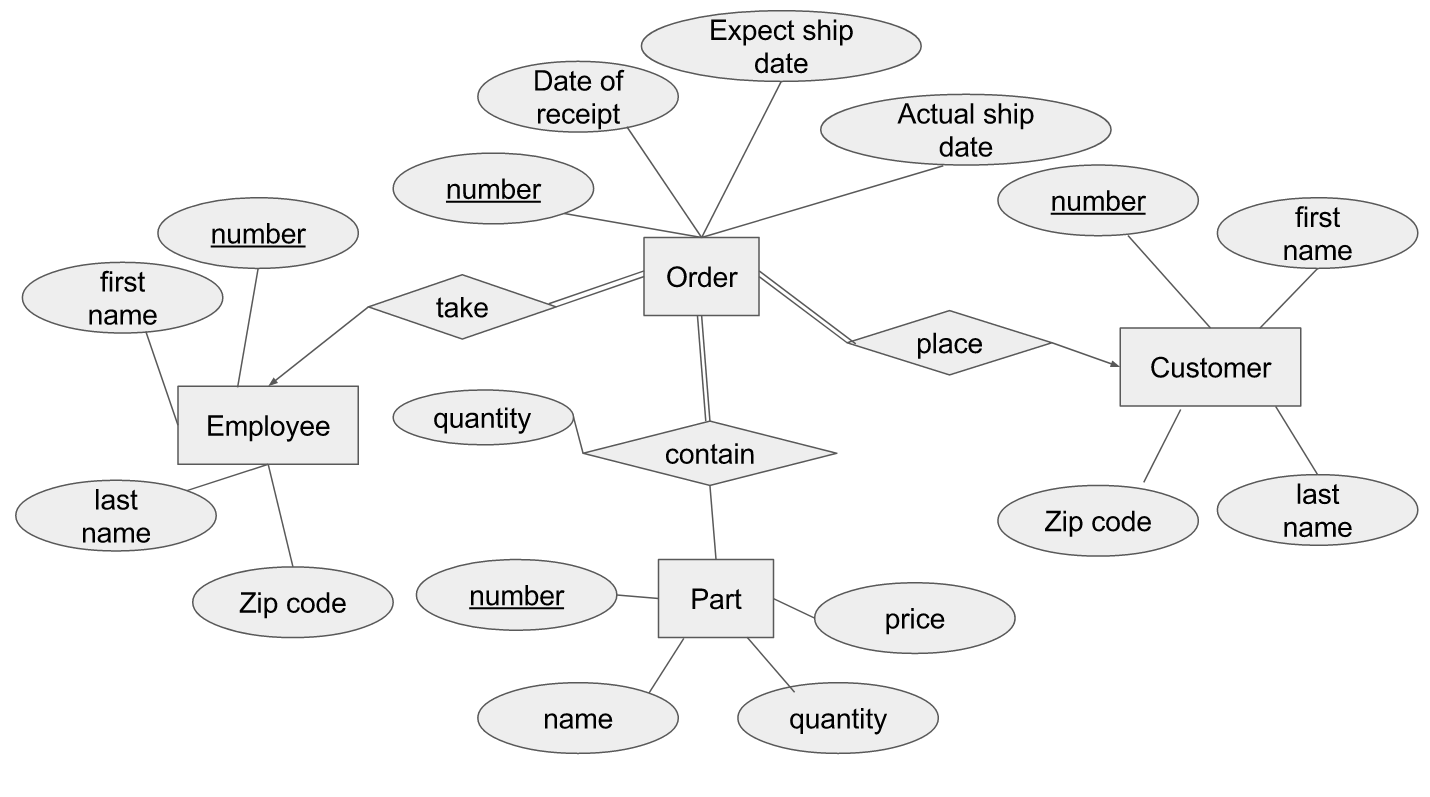 Expect ship
date
Date of
receipt
Actual ship
date
number
number
first
name
number
first
name
Order
take
place
Customer
Employee
quantity
contain
last
name
Zip code
last
name
Zip code
number
Part
price
name
quantity